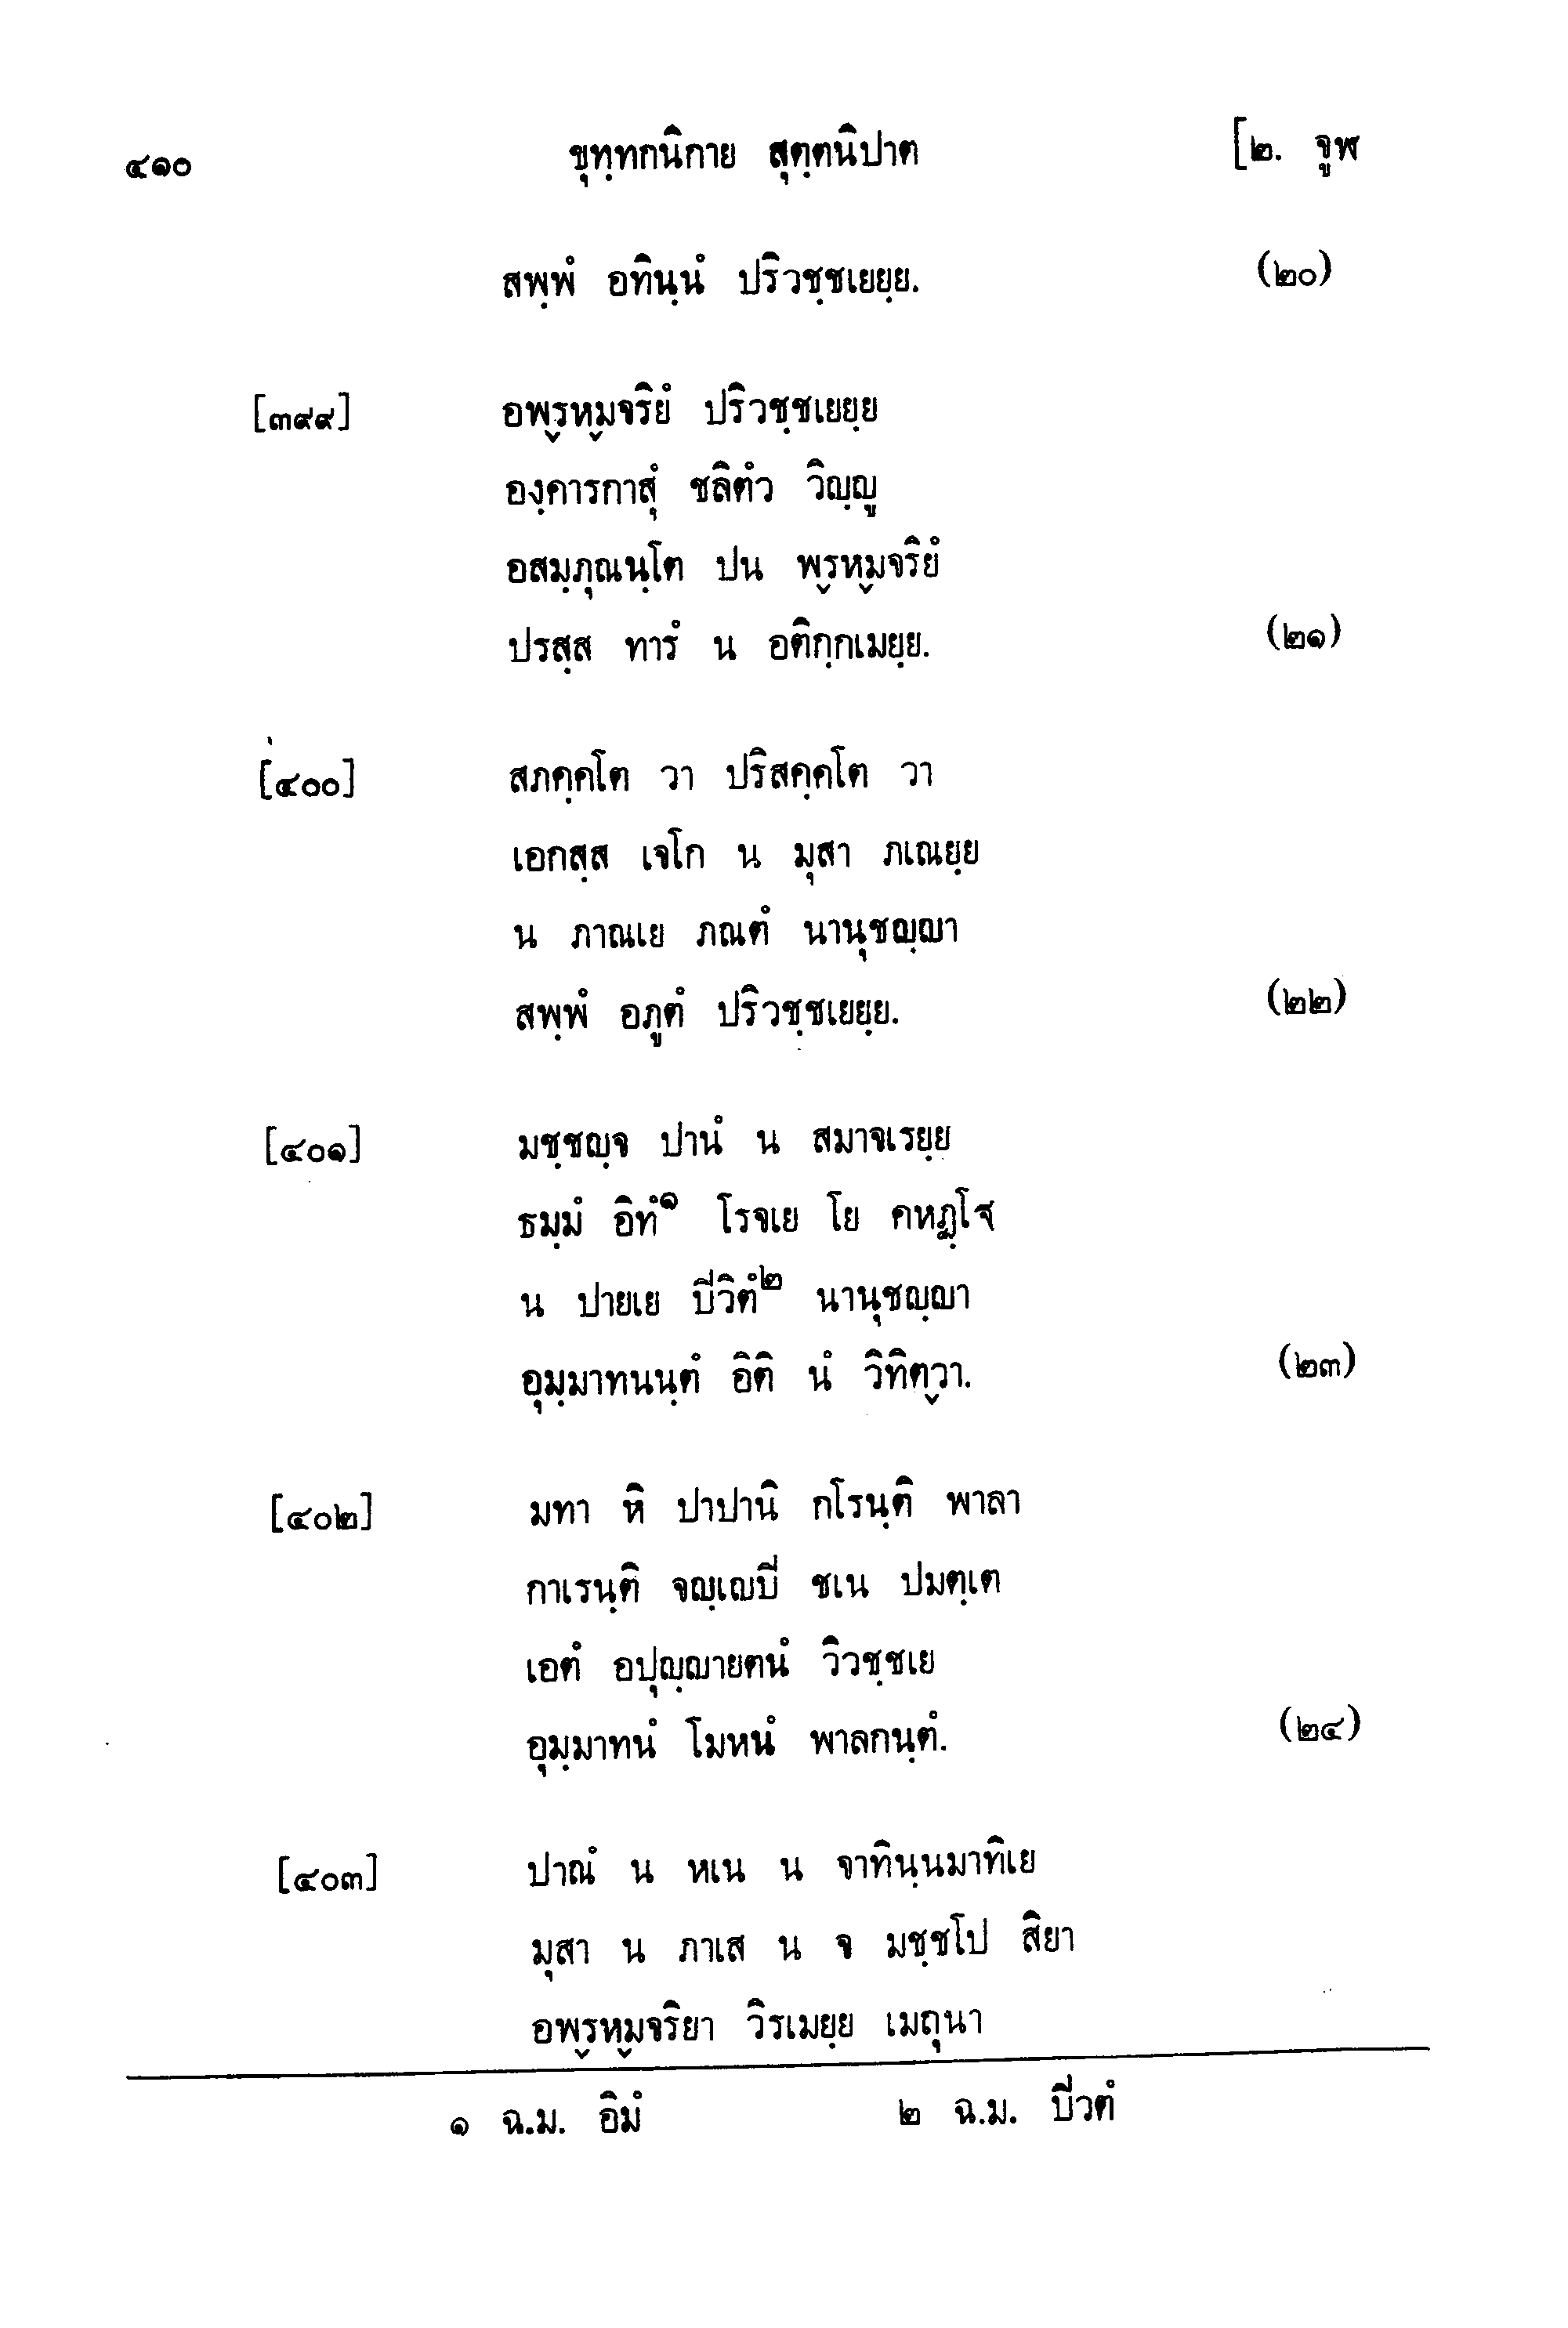 ๔๑๐ ขุทฺทกนิกาย สุตฺตนิปาต [๒. จูฬ
สพฺพํ อทินฺนํ ปริวชฺชเยยฺย. (๒๐)
[๓๙๙] อพฺรหฺมจริยํ ปริวชฺชเยยฺย
องฺคารกาสุํ ชลิตํว วิญฺญู
อสมฺภุณนฺโต ปน พฺรหฺมจริยํ
ปรสฺส ทารํ น อติกฺกเมยฺย. (๒๑)
[๔๐๐] สภคฺคโต วา ปริสคฺคโต วา
เอกสฺส เจโก น มุสา ภเณยฺย
น ภาณเย ภณตํ นานุชญฺญา
สพฺพํ อภูตํ ปริวชฺชเยยฺย. (๒๒)
[๔๐๑] มชฺชญฺจ ปานํ น สมาจเรยฺย
ธมฺมํ อิทํ๑ โรจเย โย คหฏฺโฐ
น ปายเย ปีวิตํ๒ นานุชญฺญา
อุมฺมาทนนฺตํ อิติ นํ วิทิตฺวา. (๒๓)
[๔๐๒] มทา หิ ปาปานิ กโรนฺติ พาลา
กาเรนฺติ จญฺเญปี ชเน ปมตฺเต
เอตํ อปุญฺญายตนํ วิวชฺชเย
อุมฺมาทนํ โมหนํ พาลกนฺตํ. (๒๔)
[๔๐๓] ปาณํ น หเน น จาทินฺนมาทิเย
มุสา น ภาเส น จ มชฺชโป สิยา
อพฺรหฺมจริยา วิรเมยฺย เมถุนา
๑ ฉ.ม. อิมํ ๒ ฉ.ม. ปีวตํ